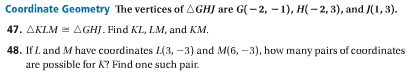 Coordinate Geometry The vertices of △GHJ are G(−2, −1), H(−2, 3), and J(1, 3).
47. △KLM ≅ △GHJ. Find KL, LM, and KM.
48. If L and M have coordinates L(3, −3) and M(6, −3), how many pairs of coordinates
are possible for K? Find one such pair.